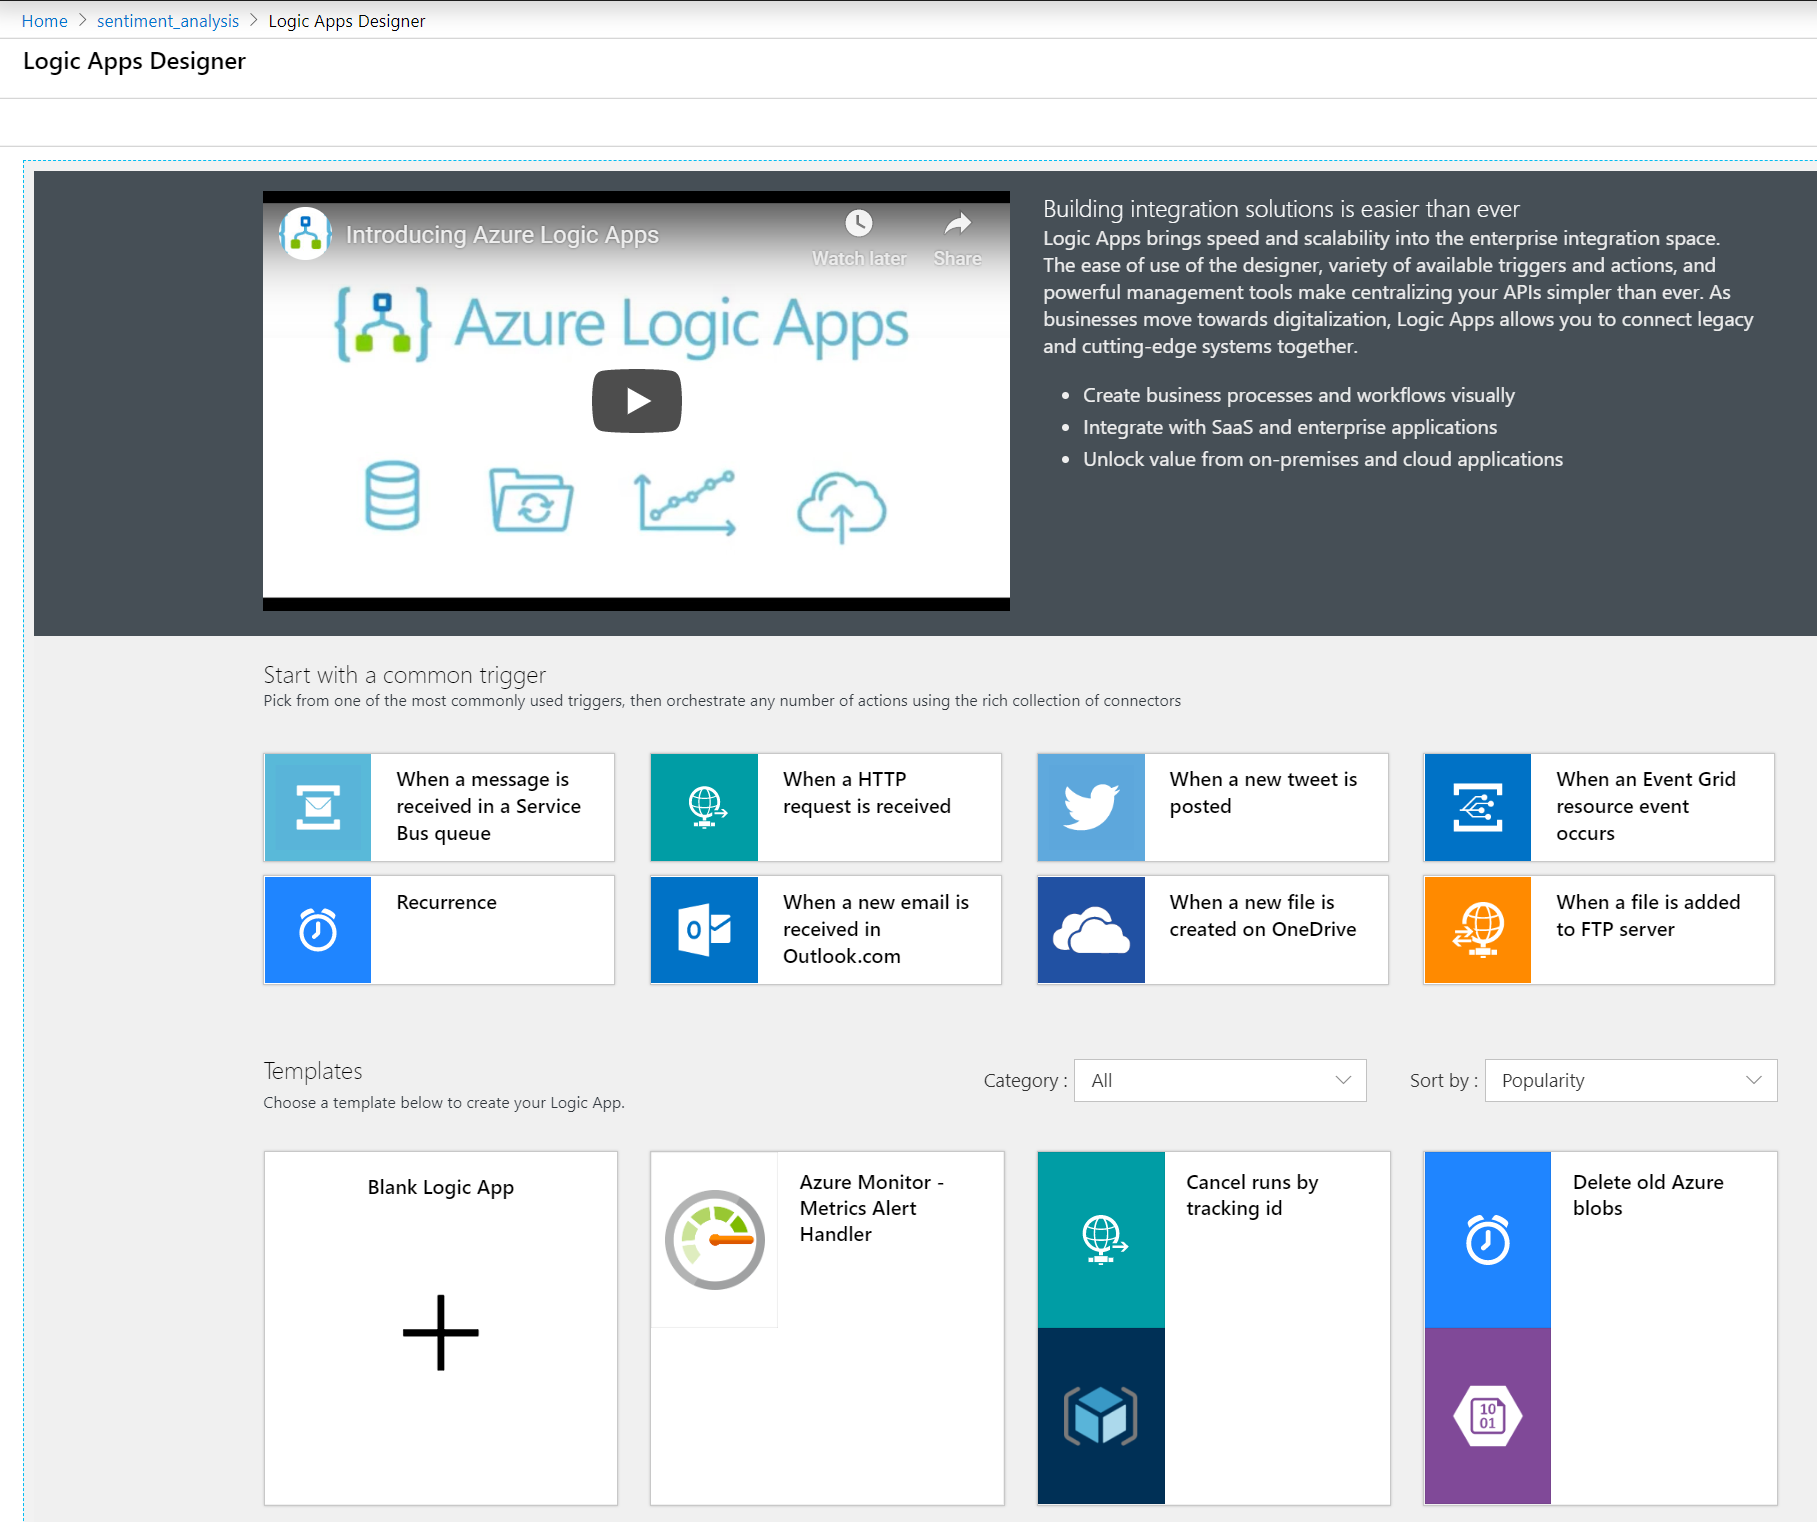 Home > sentiment_analysis > Logic Apps Designer
Logic Apps Designer
Introducing Azure Logic Apps
Watch later
Share
Azure Logic Apps
Building integration solutions is easier than ever
Logic Apps brings speed and scalability into the enterprise integration space.
The ease of use of the designer, variety of available triggers and actions, and
powerful management tools make centralizing your APIs simpler than ever. As
businesses move towards digitalization, Logic Apps allows you to connect legacy
and cutting-edge systems together.
• Create business processes and workflows visually
• Integrate with SaaS and enterprise applications
• Unlock value from on-premises and cloud applications
Start with a common trigger
Pick from one of the most commonly used triggers, then orchestrate any number of actions using the rich collection of connectors
When a message is
received in a Service
Bus queue
When a HTTP
request is received
When a new tweet is
posted
When an Event Grid
resource event
occurs
Recurrence
When a new email is
received in
Outlook.com
When a new file is
created on OneDrive
When a file is added
to FTP server
Templates
Choose a template below to create your Logic App.
Category : All
Sort by : Popularity
Blank Logic App
Azure Monitor -
Metrics Alert
Handler
Cancel runs by
tracking id
Delete old Azure
blobs
10
01